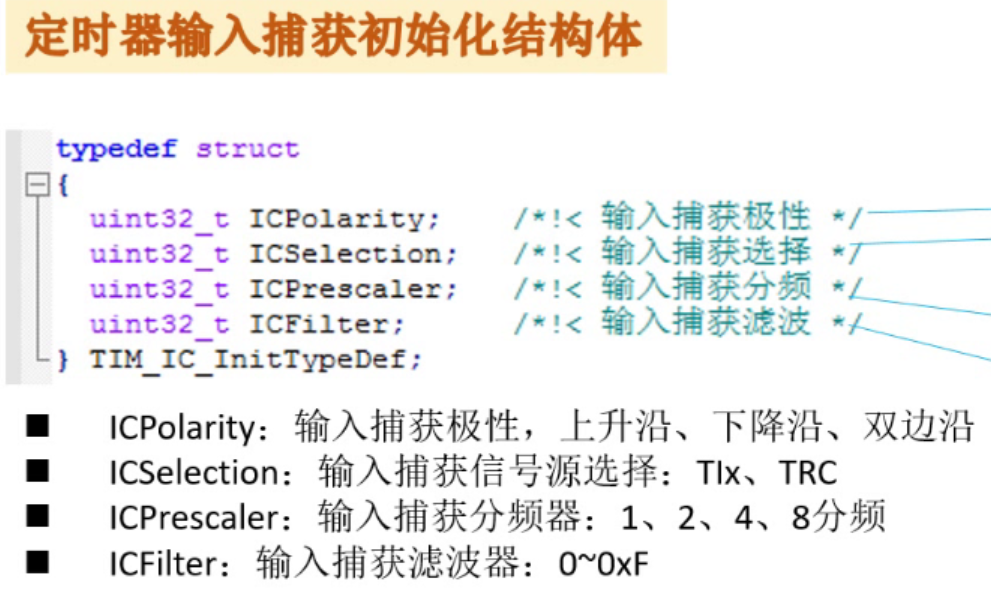 定时器输入捕获初始化结构体
typedef struct
{
uint32_t ICPolarity; /*!< 输入捕获极性 */
uint32_t ICSelection; /*!< 输入捕获选择 */
uint32_t ICPrescaler; /*!< 输入捕获分频 */
uint32_t ICFilter; /*!< 输入捕获滤波 */
} TIM_IC_InitTypeDef;
■ ICPolarity：输入捕获极性，上升沿、下降沿、双边沿
■ ICSelection：输入捕获信号源选择：TIx、TRC
■ ICPrescaler：输入捕获分频器：1、2、4、8分频
■ ICFilter：输入捕获滤波器：0~0xF